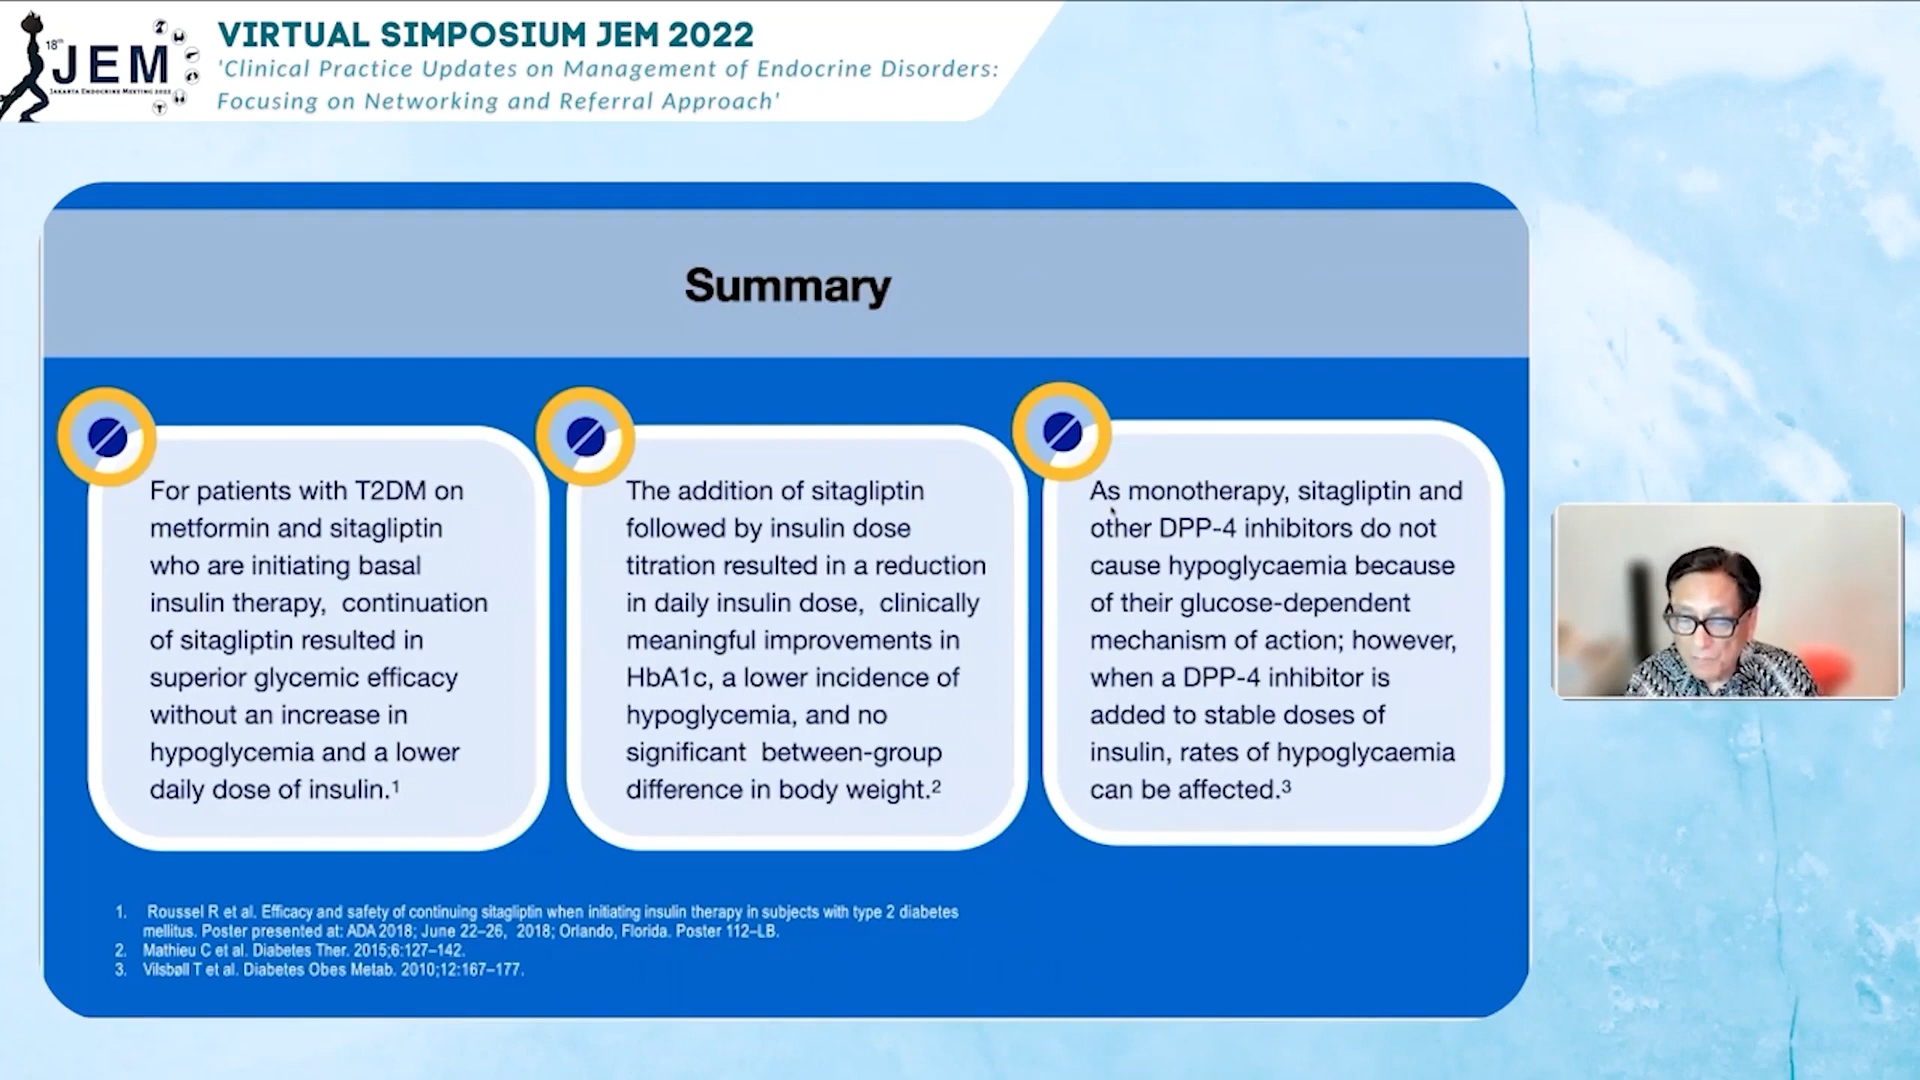 18th
JEM
JAKARTA ENDOCRINE MEETING 2022
VIRTUAL SIMPOSIUM JEM 2022
'Clinical Practice Updates on Management of Endocrine Disorders:
Focusing on Networking and Referral Approach'
Summary
For patients with T2DM on
metformin and sitagliptin
who are initiating basal
insulin therapy, continuation
of sitagliptin resulted in
superior glycemic efficacy
without an increase in
hypoglycemia and a lower
daily dose of insulin.¹
The addition of sitagliptin
followed by insulin dose
titration resulted in a reduction
in daily insulin dose, clinically
meaningful improvements in
HbA1c, a lower incidence of
hypoglycemia, and no
significant between-group
difference in body weight.²
As monotherapy, sitagliptin and
other DPP-4 inhibitors do not
cause hypoglycaemia because
of their glucose-dependent
mechanism of action; however,
when a DPP-4 inhibitor is
added to stable doses of
insulin, rates of hypoglycaemia
can be affected.³
1. Roussel R et al. Efficacy and safety of continuing sitagliptin when initiating insulin therapy in subjects with type 2 diabetes
mellitus. Poster presented at: ADA 2018; June 22–26, 2018; Orlando, Florida. Poster 112–LB.
2. Mathieu C et al. Diabetes Ther. 2015;6:127–142.
3. Vilsbøll T et al. Diabetes Obes Metab. 2010;12:167–177.